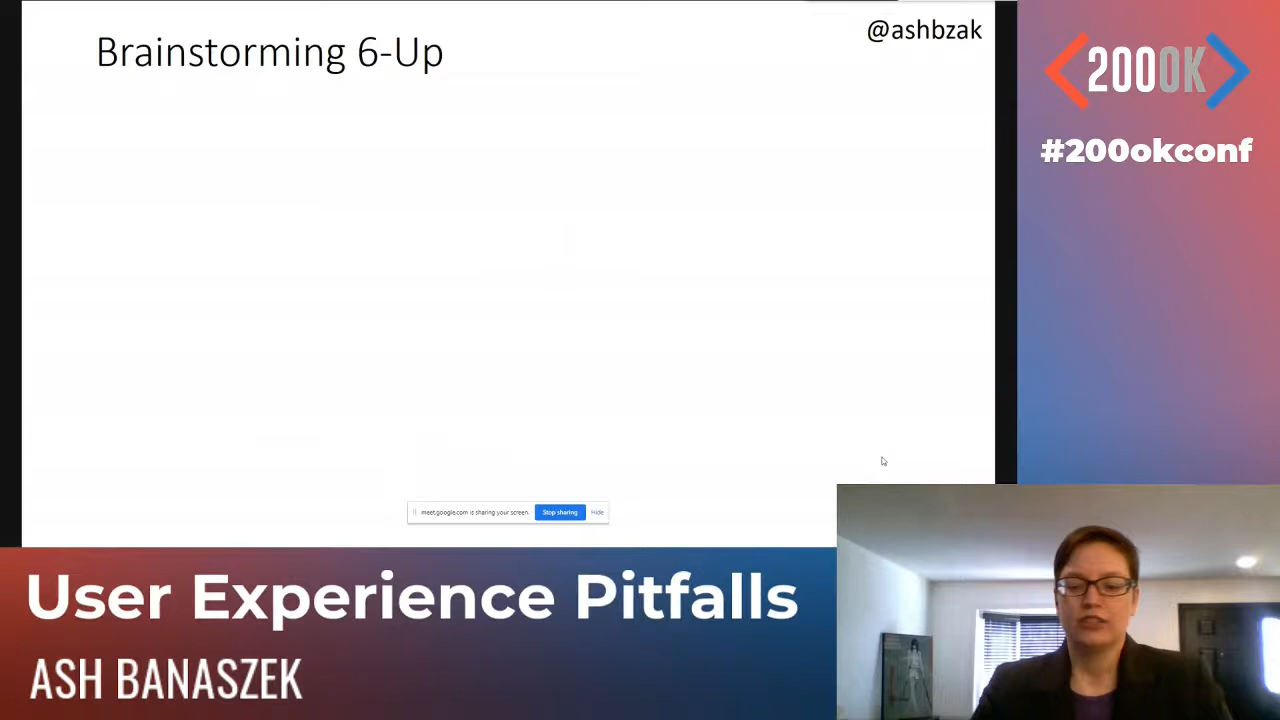 Brainstorming 6-Up
@ashbzak
200OK
#200okconf
meet.google.com is sharing your screen.
Stop sharing
Hide
User Experience Pitfalls
ASH BANASZEK